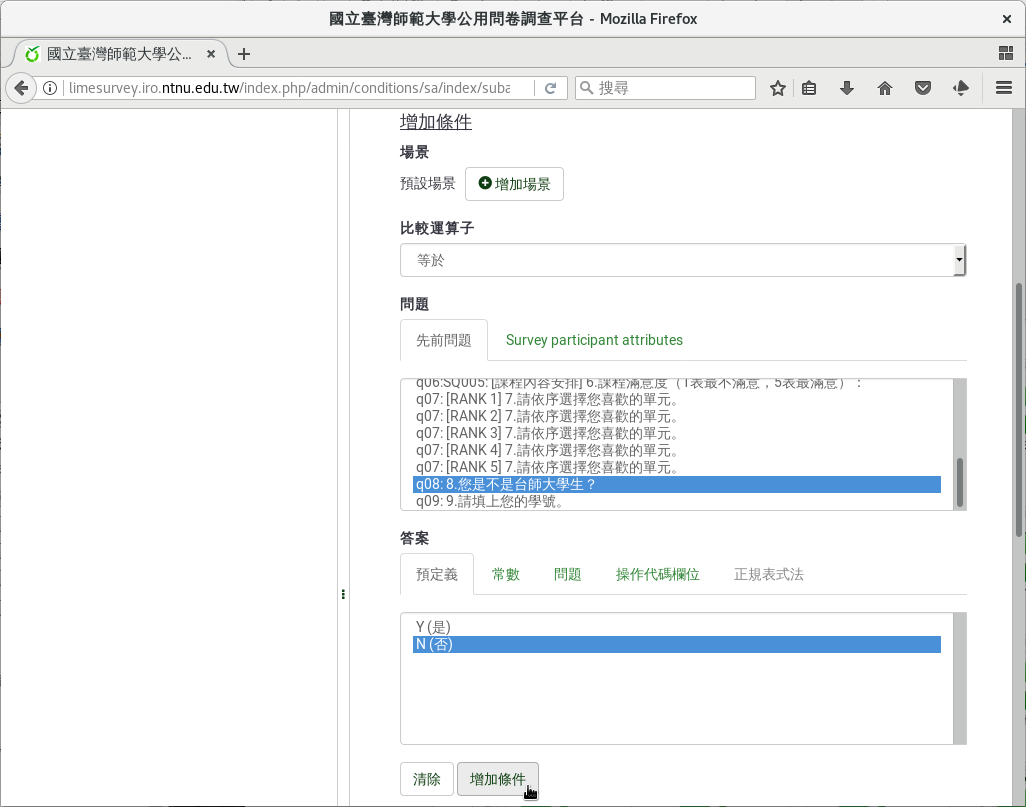 國立臺灣師範大學公用問卷調查平台 - Mozilla Firefox
國立臺灣師範大學公...
limesurvey.iro.ntnu.edu.tw/index.php/admin/conditions/sa/index/suba
搜尋
增加條件
場景
預設場景 增加場景
比較運算子
等於
問題
先前問題 Survey participant attributes
q06:SQ005: [課程內容安排] 6.課程滿意度（1表最不滿意，5表最滿意）：
q07: [RANK 1] 7.請依序選擇您喜歡的單元。
q07: [RANK 2] 7.請依序選擇您喜歡的單元。
q07: [RANK 3] 7.請依序選擇您喜歡的單元。
q07: [RANK 4] 7.請依序選擇您喜歡的單元。
q07: [RANK 5] 7.請依序選擇您喜歡的單元。
q08: 8.您是不是台師大學生？
q09: 9.請填上您的學號。
答案
預定義 常數 問題 操作代碼欄位 正規表式法
Y (是)
N (否)
清除 增加條件